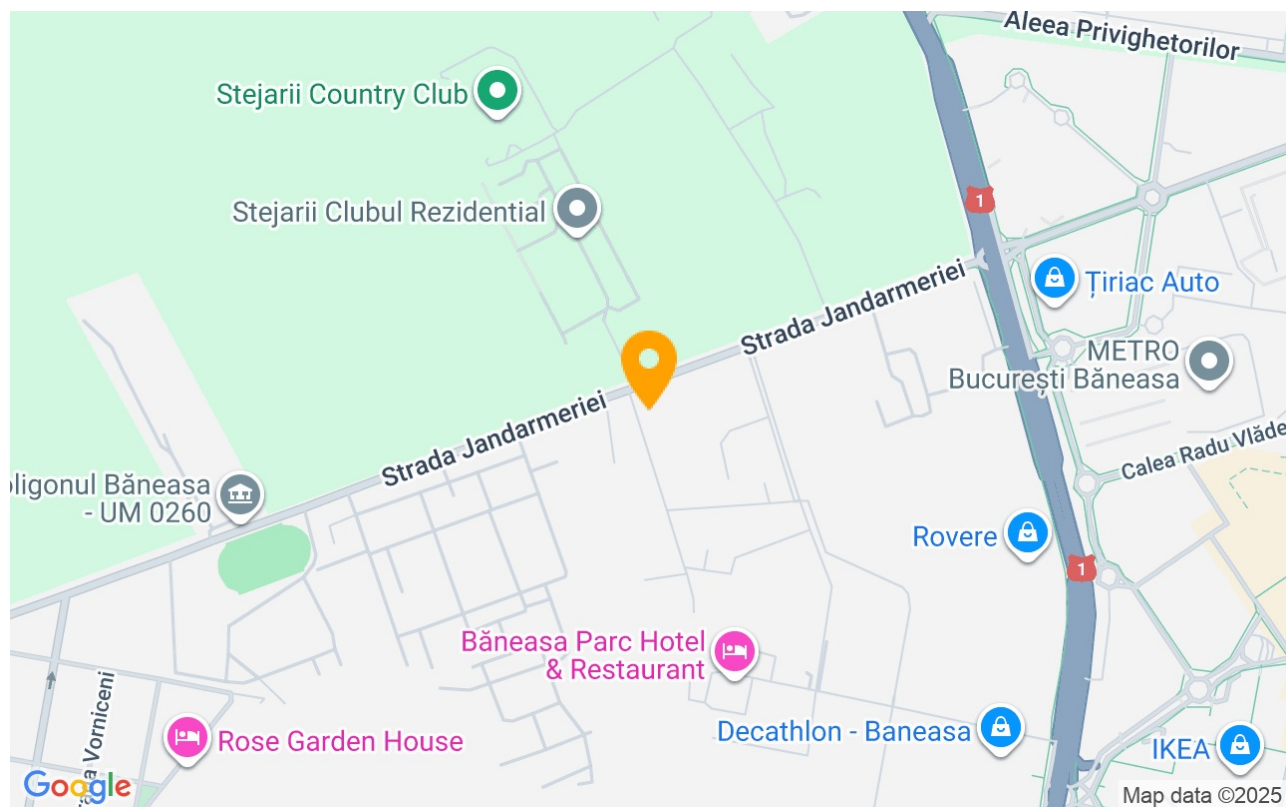 Aleea Privighetorilor
Stejarii Country Club
Stejarii Clubul Rezidential
1
Strada Jandarmeriei
Țiriac Auto
METRO
București Băneasa
Strada Jandarmeriei
Calea Radu Vlăde
oligonul Băneasa
- UM 0260
Rovere
1
Băneasa Parc Hotel
& Restaurant
a Vorniceni
Rose Garden House
Decathlon - Baneasa
IKEA
Google
Map data ©2025